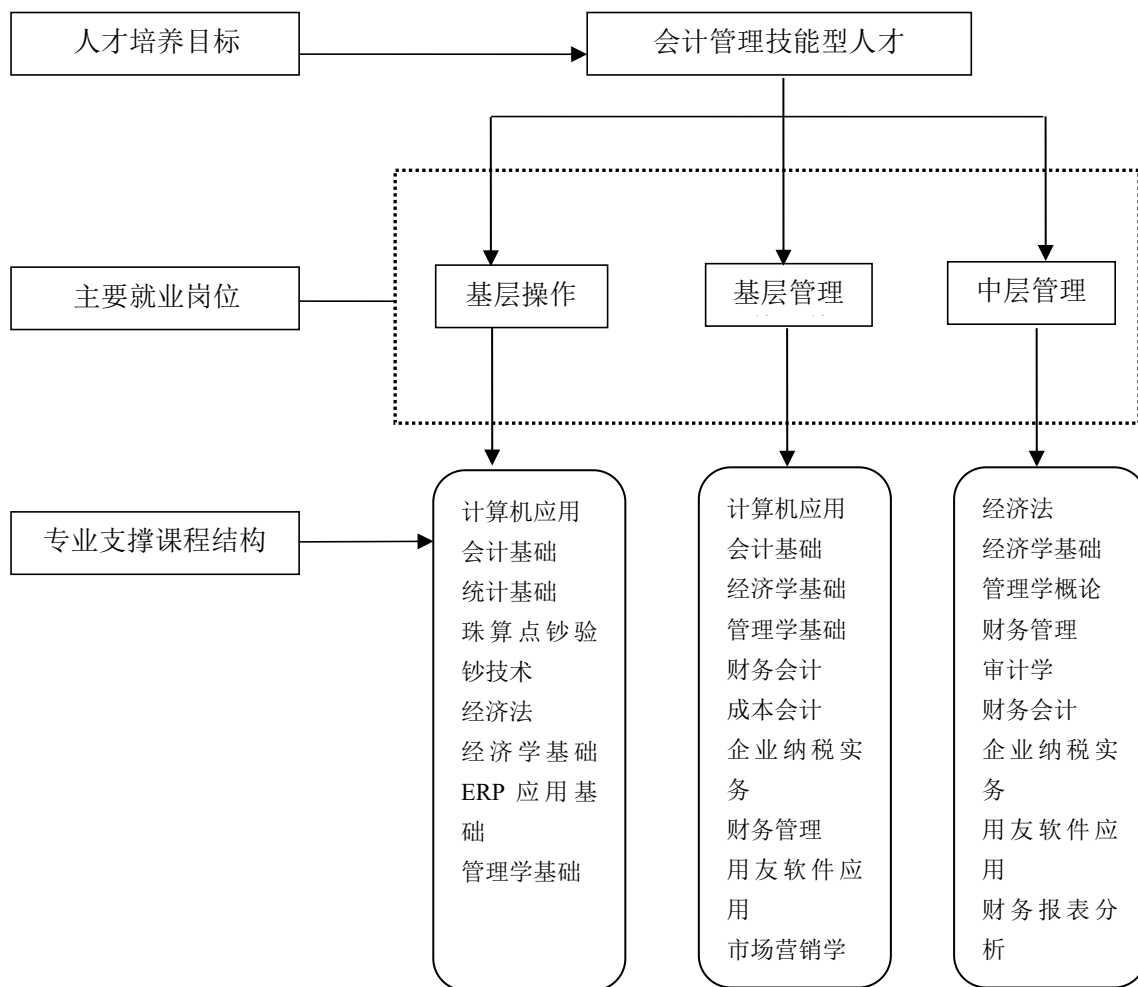 人才培养目标
会计管理技能型人才
主要就业岗位
基层操作
基层管理
中层管理
专业支撑课程结构
计算机应用
会计基础
统计基础
珠算点钞验
钞技术
经济法
经济学基础
ERP 应用基
础
管理学基础
计算机应用
会计基础
经济学基础
管理学基础
财务会计
成本会计
企业纳税实
务
财务管理
用友软件应
用
市场营销学
经济法
经济学基础
管理学概论
财务管理
审计学
财务会计
企业纳税实
务
用友软件应
用
财务报表分
析